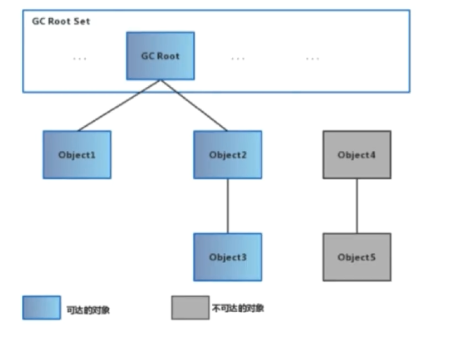 GC Root Set
... GC Root ... ...
Object1 Object2 Object4
Object3 Object5
可达的对象 不可达的对象